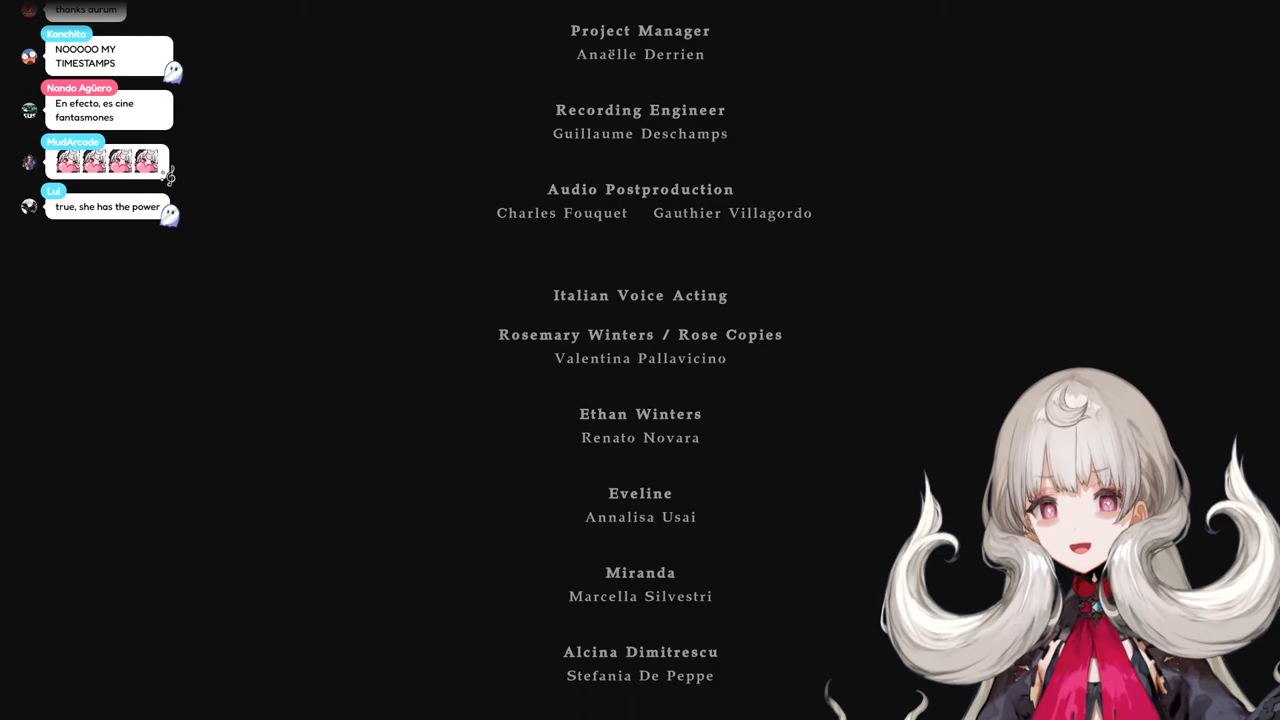 thanks aurum
Kanchito
NOOOOO MY
TIMESTAMPS
Nando Agüero
En efecto, es cine
fantasmones
MudArcade
Lui
true, she has the power
Project Manager
Anaëlle Derrien
Recording Engineer
Guillaume Deschamps
Audio Postproduction
Charles Fouquet Gauthier Villagordo
Italian Voice Acting
Rosemary Winters / Rose Copies
Valentina Pallavicino
Ethan Winters
Renato Novara
Eveline
Annalisa Usai
Miranda
Marcella Silvestri
Alcina Dimitrescu
Stefania De Peppe